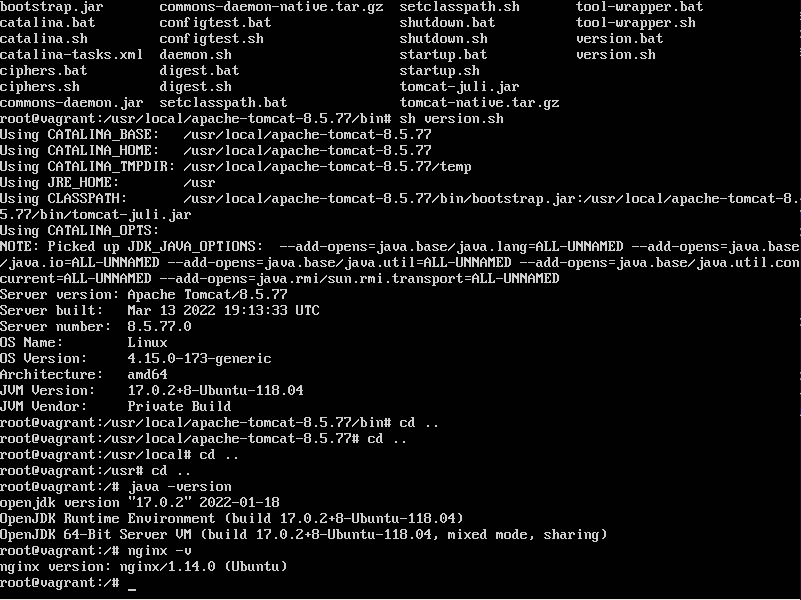 bootstrap.jar commons-daemon-native.tar.gz setclasspath.sh tool-wrapper.bat
catalina.bat configtest.bat shutdown.bat tool-wrapper.sh
catalina.sh configtest.sh shutdown.sh version.bat
catalina-tasks.xml daemon.sh startup.bat version.sh
ciphers.bat digest.bat startup.sh
ciphers.sh digest.sh tomcat-juli.jar
commons-daemon.jar setclasspath.bat tomcat-native.tar.gz
root@vagrant:/usr/local/apache-tomcat-8.5.77/bin# sh version.sh
Using CATALINA_BASE: /usr/local/apache-tomcat-8.5.77
Using CATALINA_HOME: /usr/local/apache-tomcat-8.5.77
Using CATALINA_TMPDIR: /usr/local/apache-tomcat-8.5.77/temp
Using JRE_HOME: /usr
Using CLASSPATH: /usr/local/apache-tomcat-8.5.77/bin/bootstrap.jar:/usr/local/apache-tomcat-8.
5.77/bin/tomcat-juli.jar
Using CATALINA_OPTS:
NOTE: Picked up JDK_JAVA_OPTIONS: --add-opens=java.base/java.lang=ALL-UNNAMED --add-opens=java.base
/java.io=ALL-UNNAMED --add-opens=java.base/java.util=ALL-UNNAMED --add-opens=java.base/java.util.con
current=ALL-UNNAMED --add-opens=java.rmi/sun.rmi.transport=ALL-UNNAMED
Server version: Apache Tomcat/8.5.77
Server built: Mar 13 2022 19:13:33 UTC
Server number: 8.5.77.0
OS Name: Linux
OS Version: 4.15.0-173-generic
Architecture: amd64
JVM Version: 17.0.2+8-Ubuntu-118.04
JVM Vendor: Private Build
root@vagrant:/usr/local/apache-tomcat-8.5.77/bin# cd ..
root@vagrant:/usr/local/apache-tomcat-8.5.77# cd ..
root@vagrant:/usr/local# cd ..
root@vagrant:/usr# cd ..
root@vagrant:/# java -version
openjdk version "17.0.2" 2022-01-18
OpenJDK Runtime Environment (build 17.0.2+8-Ubuntu-118.04)
OpenJDK 64-Bit Server VM (build 17.0.2+8-Ubuntu-118.04, mixed mode, sharing)
root@vagrant:/# nginx -v
nginx version: nginx/1.14.0 (Ubuntu)
root@vagrant:/# _